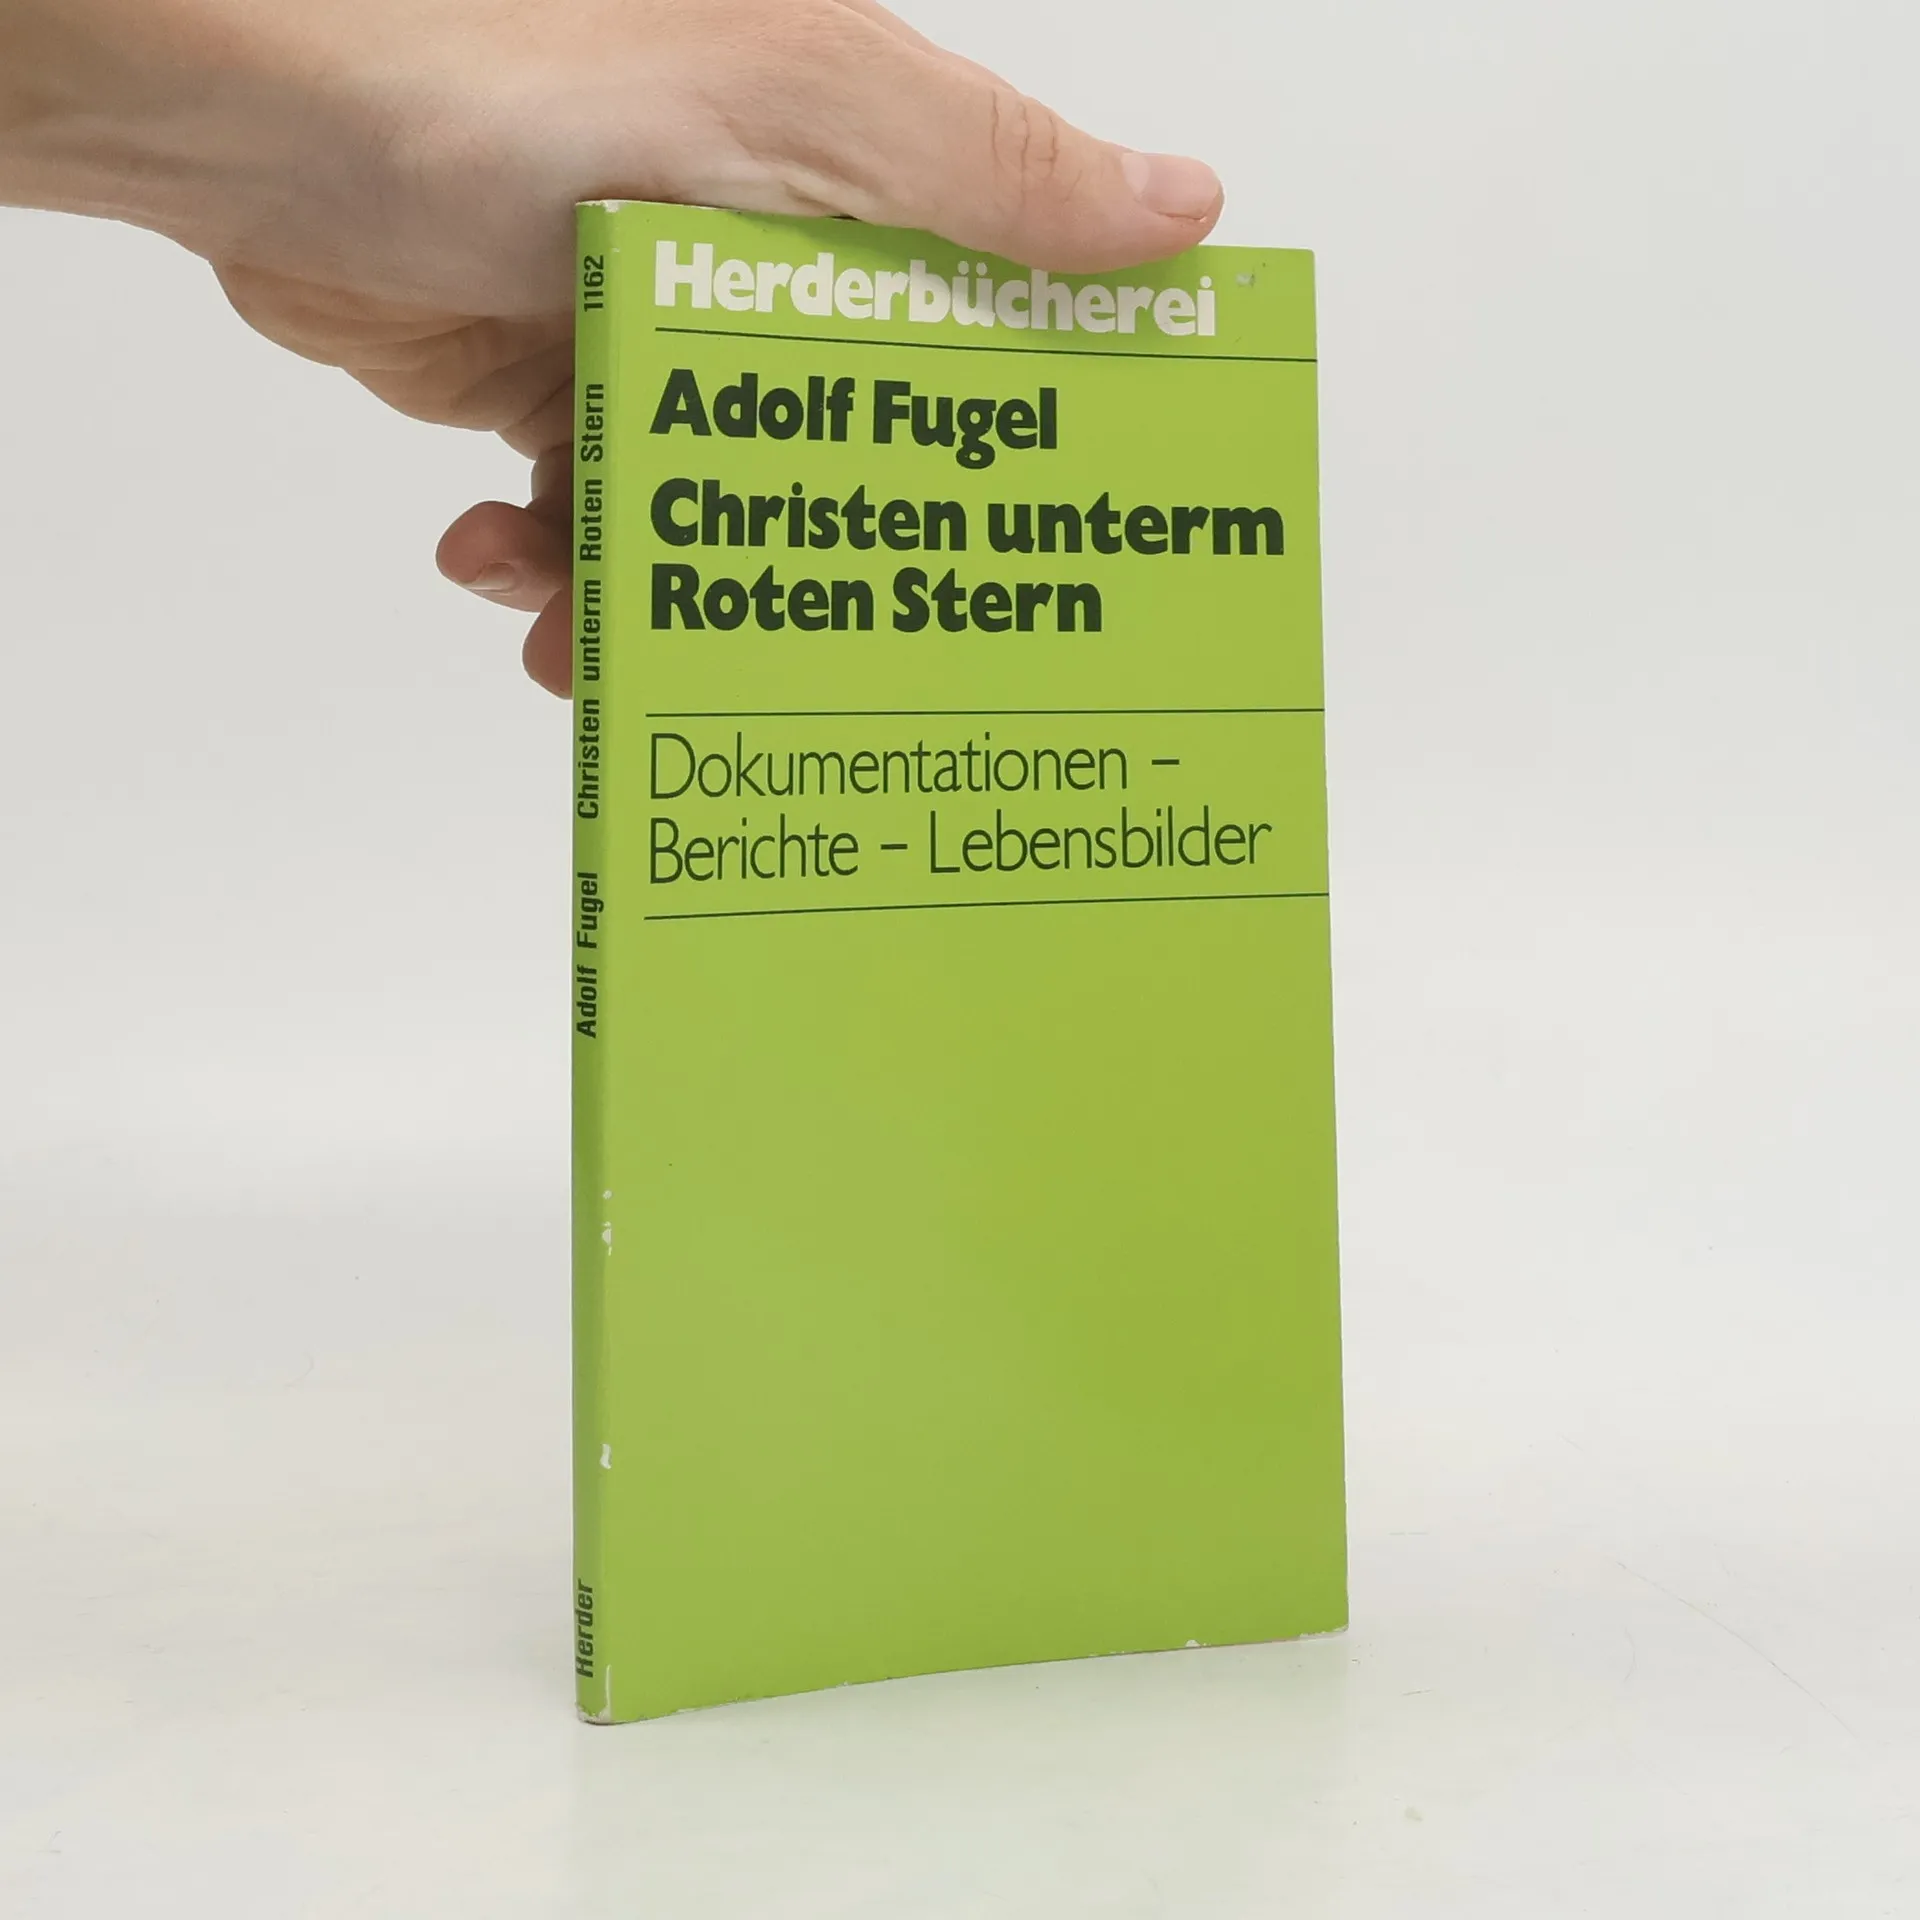 Herderbücherei
Adolf Fugel
Christen unterm
Roten Stern
Dokumentationen –
Berichte – Lebensbilder
Herder Adolf Fugel Christen unterm Roten Stern 1162